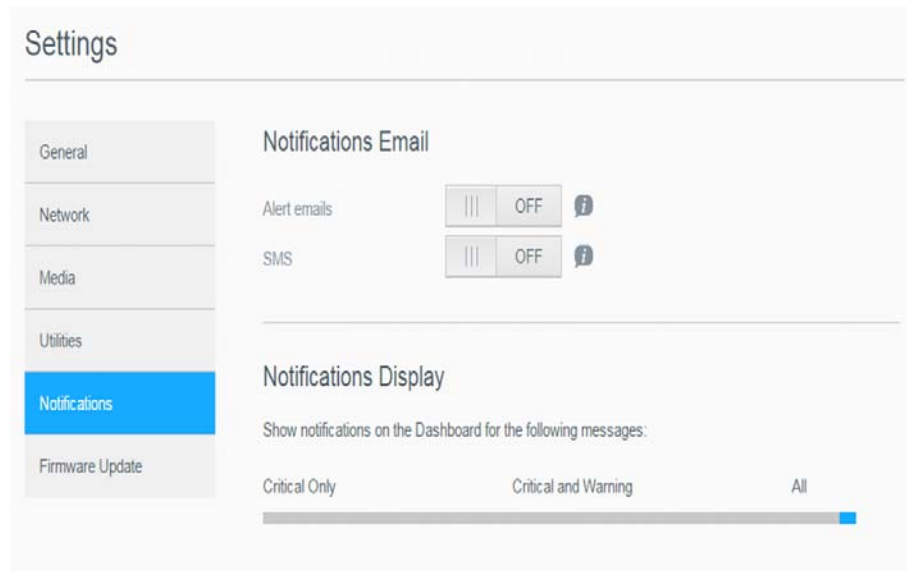 Settings
General
Network
Media
Utilities
Notifications
Firmware Update
Notifications Email
Alert emails OFF i
SMS OFF i
Notifications Display
Show notifications on the Dashboard for the following messages:
Critical Only Critical and Warning All